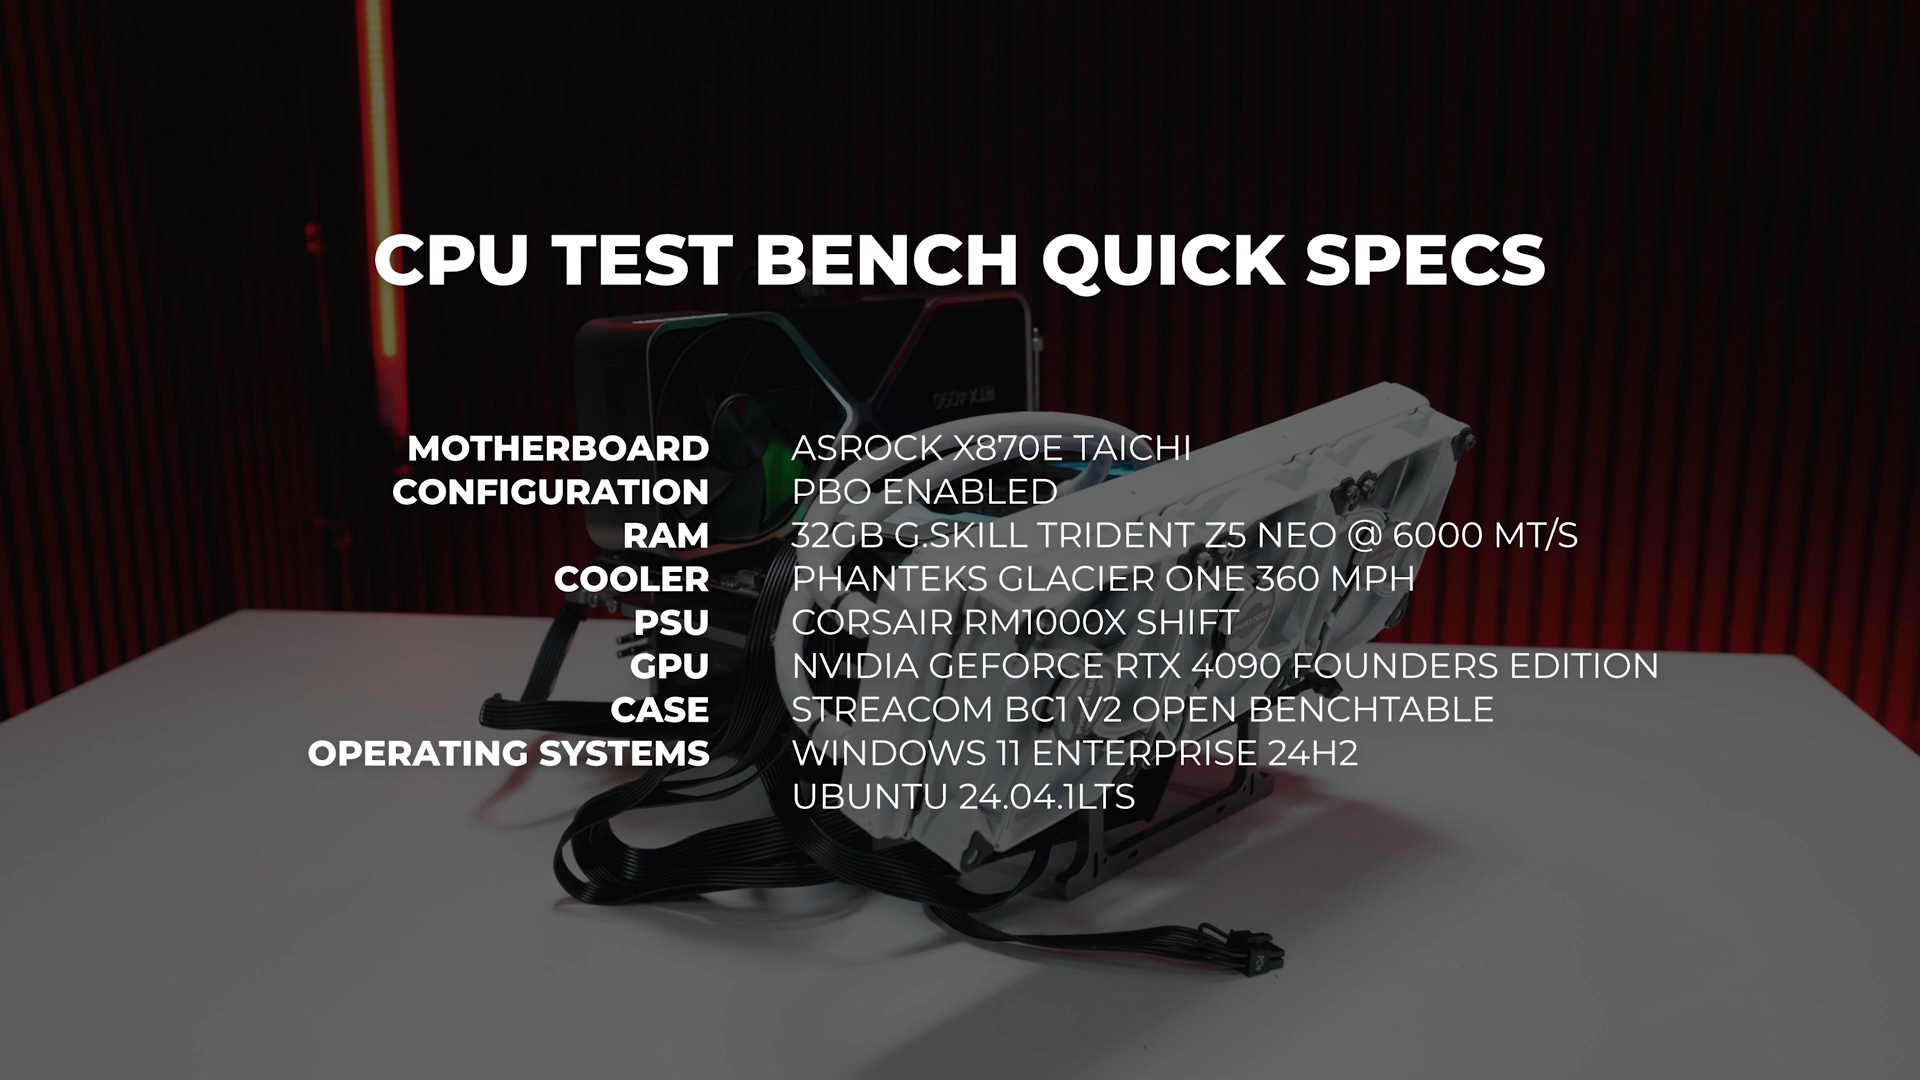 CPU TEST BENCH QUICK SPECS
RTX 4090
MOTHERBOARD ASROCK X870E TAICHI
CONFIGURATION PBO ENABLED
RAM 32GB G.SKILL TRIDENT Z5 NEO @ 6000 MT/S
COOLER PHANTEKS GLACIER ONE 360 MPH
PSU CORSAIR RM1000X SHIFT
GPU NVIDIA GEFORCE RTX 4090 FOUNDERS EDITION
CASE STREACOM BC1 V2 OPEN BENCHTABLE
OPERATING SYSTEMS WINDOWS 11 ENTERPRISE 24H2
UBUNTU 24.04.1LTS